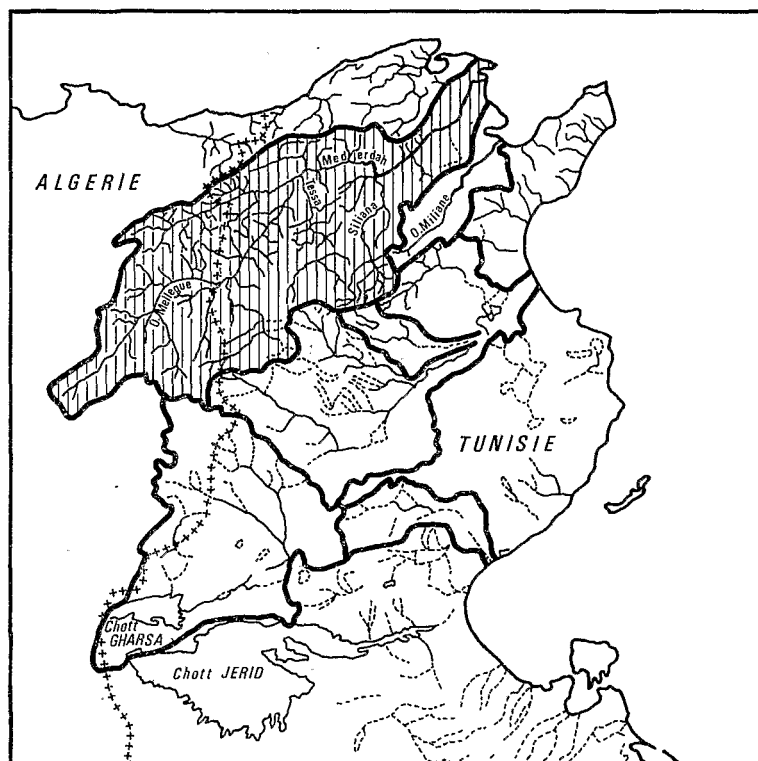 ALGERIE
Medjerdah
Tessa
Siliana
O. Miliane
O. Mellegue
TUNISIE
Chott
GHARSA
Chott JERID